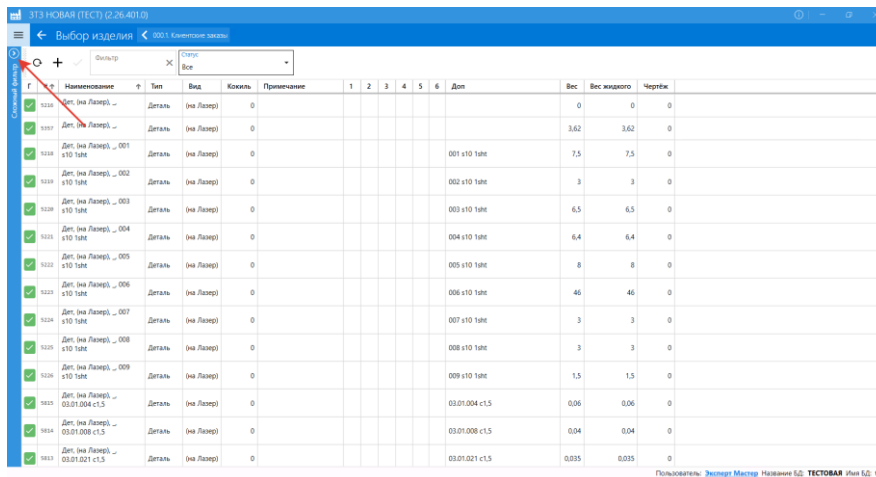 ЗТЗ НОВАЯ (ТЕСТ) (2.26.401.0)
Выбор изделия 000.1. Клиентские заказы
Сложный фильтр
Фильтр Статус
Все
Г Наименование Тип Вид Кокиль Примечание 1 2 3 4 5 6 Доп Вес Вес жидкого Чертёж
5216 Дет, (на Лазер), _ Деталь (на Лазер) 0 0 0 0
5357 Дет, (на Лазер), _ Деталь (на Лазер) 0 3,62 3,62 0
Дет, (на Лазер), _ 001
5218 s10 1sht Деталь (на Лазер) 0 001 s10 1sht 7,5 7,5 0
Дет, (на Лазер), _ 002
5219 s10 1sht Деталь (на Лазер) 0 002 s10 1sht 3 3 0
Дет, (на Лазер), _ 003
5220 s10 1sht Деталь (на Лазер) 0 003 s10 1sht 6,5 6,5 0
Дет, (на Лазер), _ 004
5221 s10 1sht Деталь (на Лазер) 0 004 s10 1sht 6,4 6,4 0
Дет, (на Лазер), _ 005
5222 s10 1sht Деталь (на Лазер) 0 005 s10 1sht 8 8 0
Дет, (на Лазер), _ 006
5223 s10 1sht Деталь (на Лазер) 0 006 s10 1sht 46 46 0
Дет, (на Лазер), _ 007
5224 s10 1sht Деталь (на Лазер) 0 007 s10 1sht 3 3 0
Дет, (на Лазер), _ 008
5225 s10 1sht Деталь (на Лазер) 0 008 s10 1sht 3 3 0
Дет, (на Лазер), _ 009
5226 s10 1sht Деталь (на Лазер) 0 009 s10 1sht 1,5 1,5 0
Дет, (на Лазер), _
5815 03.01.004 с1,5 Деталь (на Лазер) 0 03.01.004 с1,5 0,06 0,06 0
Дет, (на Лазер), _
5814 03.01.008 с1,5 Деталь (на Лазер) 0 03.01.008 с1,5 0,04 0,04 0
Дет, (на Лазер), _
5813 03.01.021 с1,5 Деталь (на Лазер) 0 03.01.021 с1,5 0,035 0,035 0
Пользователь: Эксперт Мастер Название БД: ТЕСТОВАЯ Имя БД: